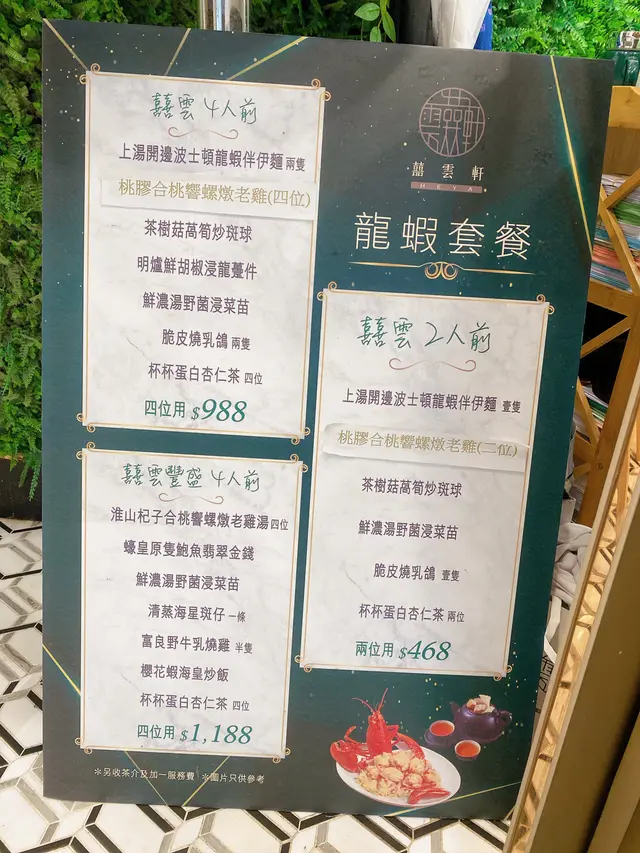 囍雲 4人前
上湯開邊波士頓龍蝦伴伊麵 兩隻
桃膠合桃響螺燉老雞(四位)
茶樹菇萵筍炒斑球
明爐鮮胡椒浸龍躉件
鮮濃湯野菌浸菜苗
脆皮燒乳鴿 兩隻
杯杯蛋白杏仁茶 四位
四位用 $988
囍雲豐盛 4人前
淮山杞子合桃響螺燉老雞湯 四位
蠔皇原隻鮑魚翡翠金錢
鮮濃湯野菌浸菜苗
清蒸海星斑仔 一條
富良野牛乳燒雞 半隻
櫻花蝦海皇炒飯
杯杯蛋白杏仁茶 四位
四位用 $1,188
*另收茶介及加一服務費 *圖片只供參考
囍雲軒
囍雲軒
HEYA
龍蝦套餐
囍雲 2人前
上湯開邊波士頓龍蝦伴伊麵 壹隻
桃膠合桃響螺燉老雞(二位)
茶樹菇萵筍炒斑球
鮮濃湯野菌浸菜苗
脆皮燒乳鴿 壹隻
杯杯蛋白杏仁茶 兩位
兩位用 $468